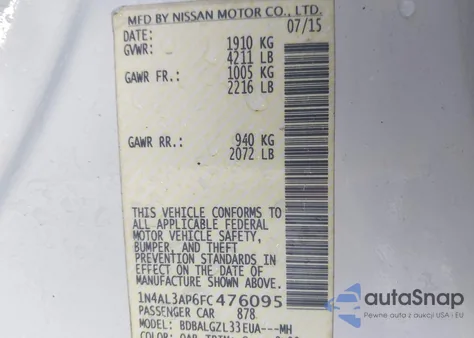 MFD BY NISSAN MOTOR CO., LTD.
DATE: 07/15
GVWR: 1910 KG
4211 LB
GAWR FR.: 1005 KG
2216 LB
GAWR RR.: 940 KG
2072 LB
THIS VEHICLE CONFORMS TO
ALL APPLICABLE FEDERAL
MOTOR VEHICLE SAFETY,
BUMPER, AND THEFT
PREVENTION STANDARDS IN
EFFECT ON THE DATE OF
MANUFACTURE SHOWN ABOVE.
1N4AL3AP6FC476095
PASSENGER CAR 878
MODEL: BDBALGZL33EUA---MH
COLOR:
autaSnap
Pewne auta z USA